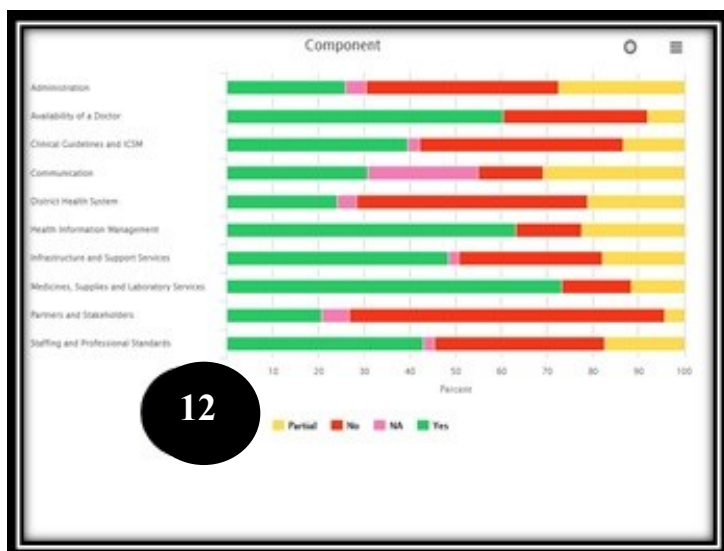 Component
Administration
Availability of a Doctor
Clinical Guidelines and ICSM
Communication
District Health System
Health Information Management
Infrastructure and Support Services
Medicines, Supplies and Laboratory Services
Partners and Stakeholders
Staffing and Professional Standards
10 20 30 40 50 60 70 80 90 100
Percent
12
Partial No NA Yes